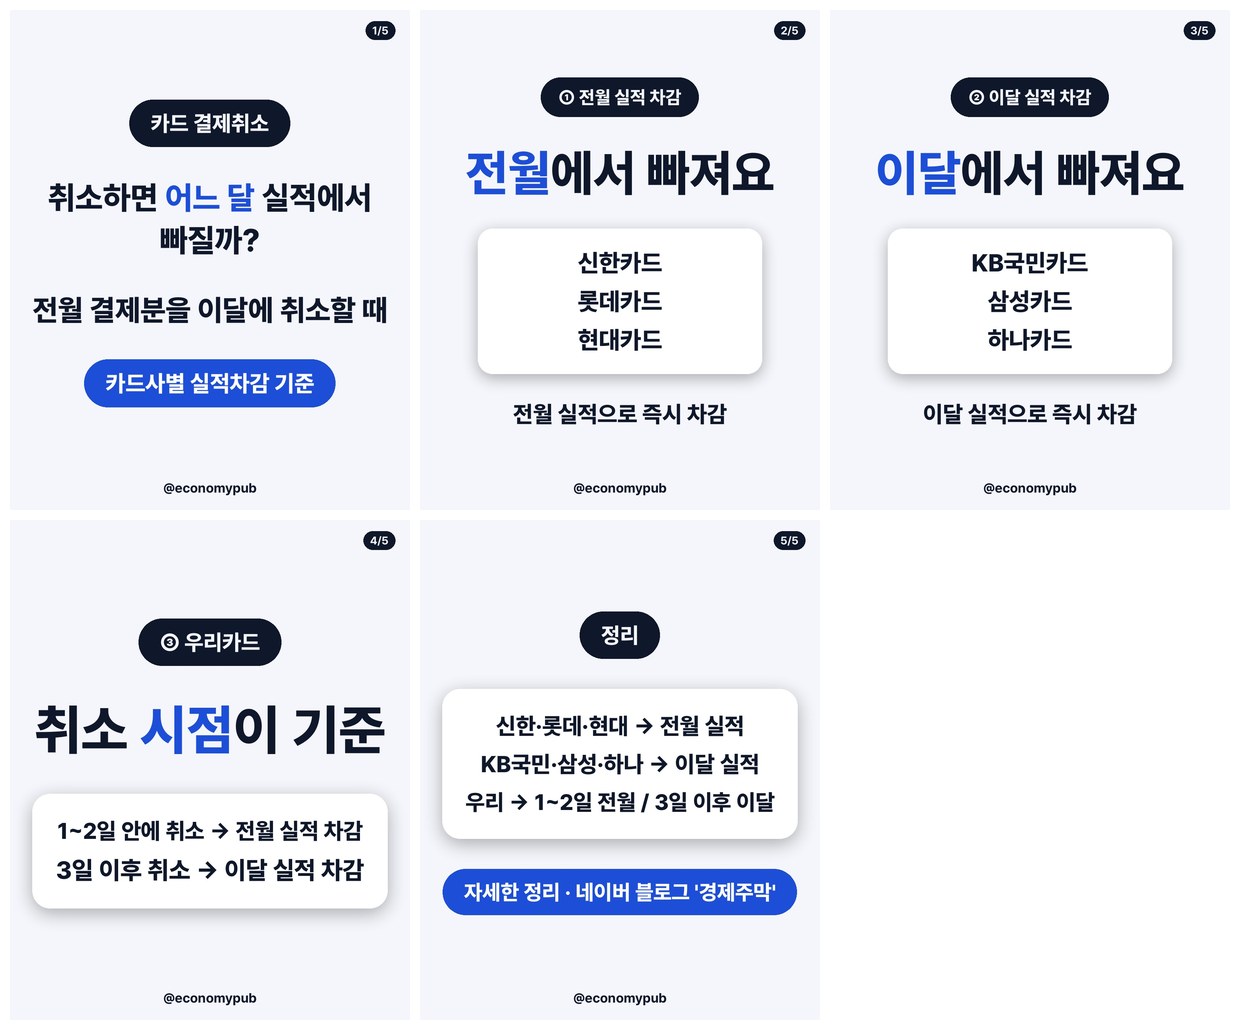 1/5
카드 결제취소
취소하면 어느 달 실적에서
빠질까?
전월 결제분을 이달에 취소할 때
카드사별 실적차감 기준
@economypub
2/5
① 전월 실적 차감
전월에서 빠져요
신한카드
롯데카드
현대카드
전월 실적으로 즉시 차감
@economypub
3/5
② 이달 실적 차감
이달에서 빠져요
KB국민카드
삼성카드
하나카드
이달 실적으로 즉시 차감
@economypub
4/5
③ 우리카드
취소 시점이 기준
1~2일 안에 취소 → 전월 실적 차감
3일 이후 취소 → 이달 실적 차감
@economypub
5/5
정리
신한·롯데·현대 → 전월 실적
KB국민·삼성·하나 → 이달 실적
우리 → 1~2일 전월 / 3일 이후 이달
자세한 정리 · 네이버 블로그 '경제주막'
@economypub